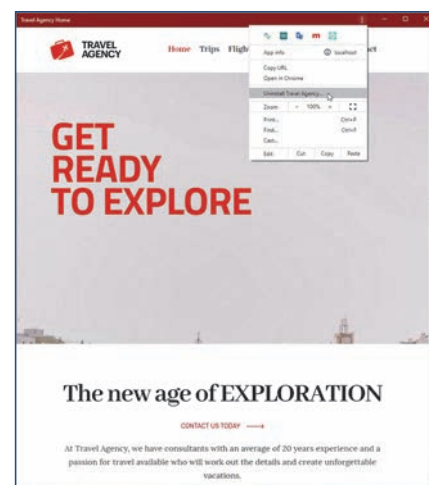 Travel Agency Home
TRAVEL
AGENCY
Home Trips Fligh
ct
App info
localhost
Copy URL
Open in Chrome
Uninstall Travel Agency...
Zoom - 100% +
Print... Ctrl+P
Find... Ctrl+F
Cast...
Edit Cut Copy Paste
GET
READY
TO EXPLORE
The new age of EXPLORATION
CONTACT US TODAY
At Travel Agency, we have consultants with an average of 20 years experience and a
passion for travel available who will work out the details and create unforgettable
vacations.